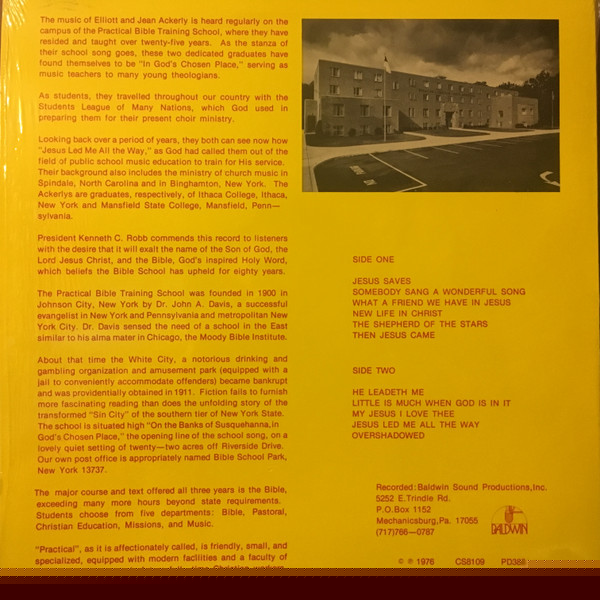 The music of Elliott and Jean Ackerly is heard regularly on the
campus of the Practical Bible Training School, where they have
resided and taught over twenty-five years. As the stanza of
their school song goes, these two dedicated graduates have
found themselves to be "In God's Chosen Place," serving as
music teachers to many young theologians.
As students, they travelled throughout our country with the
Students League of Many Nations, which God used in
preparing them for their present choir ministry.
Looking back over a period of years, they both can see now how
"Jesus Led Me All the Way," as God had called them out of the
field of public school music education to train for His service.
Their background also includes the ministry of church music in
Spindale, North Carolina and in Binghamton, New York. The
Ackerlys are graduates, respectively, of Ithaca College, Ithaca,
New York and Mansfield State College, Mansfield, Penn—
sylvania.
President Kenneth C. Robb commends this record to listeners
with the desire that it will exalt the name of the Son of God, the
Lord Jesus Christ, and the Bible, God's inspired Holy Word,
which beliefs the Bible School has upheld for eighty years.
The Practical Bible Training School was founded in 1900 in
Johnson City, New York by Dr. John A. Davis, a successful
evangelist in New York and Pennsylvania and metropolitan New
York City. Dr. Davis sensed the need of a school in the East
similar to his alma mater in Chicago, the Moody Bible Institute.
About that time the White City, a notorious drinking and
gambling organization and amusement park (equipped with a
jail to conveniently accommodate offenders) became bankrupt
and was providentially obtained in 1911. Fiction fails to furnish
more fascinating reading than does the unfolding story of the
transformed "Sin City" of the southern tier of New York State.
The school is situated high "On the Banks of Susquehanna, in
God's Chosen Place," the opening line of the school song, on a
lovely quiet setting of twenty—two acres off Riverside Drive.
Our own post office is appropriately named Bible School Park,
New York 13737.
The major course and text offered all three years is the Bible,
exceeding many more hours beyond state requirements.
Students choose from five departments: Bible, Pastoral,
Christian Education, Missions, and Music.
"Practical", as it is affectionately called, is friendly, small, and
specialized, equipped with modern facilities and a faculty of
SIDE ONE
JESUS SAVES
SOMEBODY SANG A WONDERFUL SONG
WHAT A FRIEND WE HAVE IN JESUS
NEW LIFE IN CHRIST
THE SHEPHERD OF THE STARS
THEN JESUS CAME
SIDE TWO
HE LEADETH ME
LITTLE IS MUCH WHEN GOD IS IN IT
MY JESUS I LOVE THEE
JESUS LED ME ALL THE WAY
OVERSHADOWED
Recorded: Baldwin Sound Productions, Inc.
5252 E. Trindle Rd.
P.O. Box 1152
Mechanicsburg, Pa. 17055
(717)766—0787
BALDWIN
© ℗ 1976 CS8109 PD388